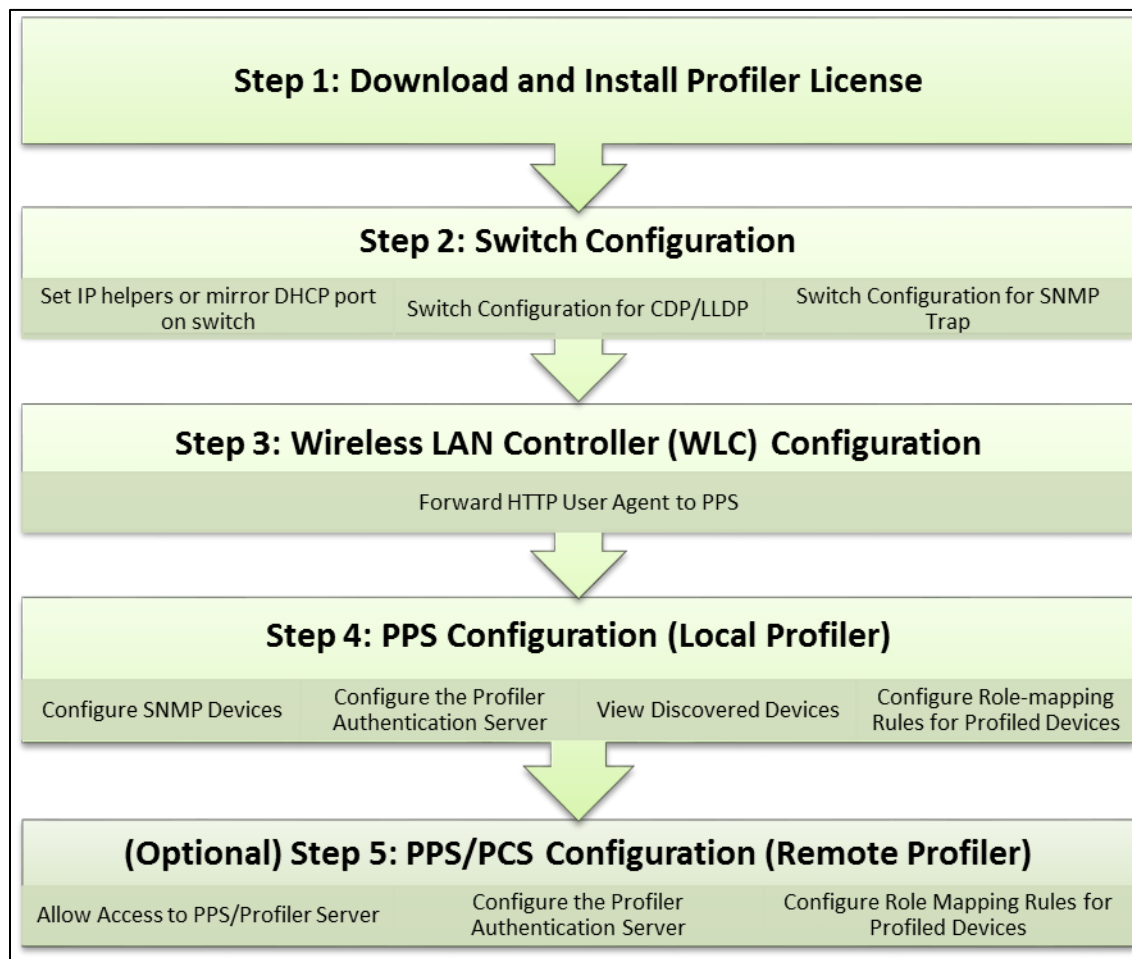 Step 1: Download and Install Profiler License
Step 2: Switch Configuration
Set IP helpers or mirror DHCP port
on switch
Switch Configuration for CDP/LLDP
Switch Configuration for SNMP
Trap
Step 3: Wireless LAN Controller (WLC) Configuration
Forward HTTP User Agent to PPS
Step 4: PPS Configuration (Local Profiler)
Configure SNMP Devices
Configure the Profiler
Authentication Server
View Discovered Devices
Configure Role-mapping
Rules for Profiled Devices
(Optional) Step 5: PPS/PCS Configuration (Remote Profiler)
Allow Access to PPS/Profiler Server
Configure the Profiler
Authentication Server
Configure Role Mapping Rules for
Profiled Devices